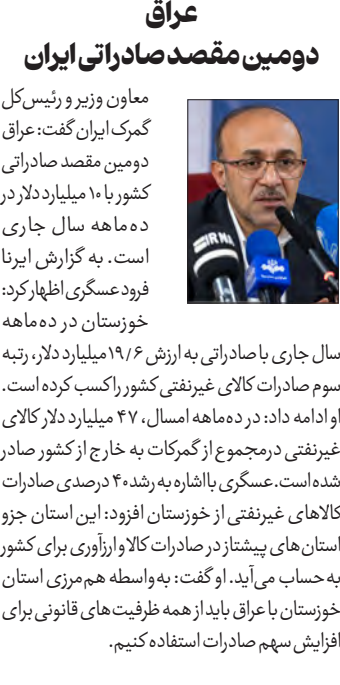 عراق
دومین مقصد صادراتی ایران
معاون وزیر و رئیس‌کل
گمرک ایران گفت: عراق
دومین مقصد صادراتی
کشور با ۱۰ میلیارد دلار در
ده‌ماهه سال جاری
است. به گزارش ایرنا
فرود عسگری اظهار کرد:
خوزستان در ده‌ماهه
سال جاری با صادراتی به ارزش ۱۹/۶ میلیارد دلار، رتبه
سوم صادرات کالای غیرنفتی کشور راکسب کرده است.
او ادامه داد: در ده‌ماهه امسال، ۴۷ میلیارد دلار کالای
غیرنفتی درمجموع از گمرکات به خارج از کشور صادر
شده است. عسگری بااشاره به رشد ۴۰ درصدی صادرات
کالاهای غیرنفتی از خوزستان افزود: این استان جزو
استان‌های پیشتاز در صادرات کالا و ارزآوری برای کشور
به حساب می‌آید. او گفت: به‌واسطه هم‌مرزی استان
خوزستان با عراق باید از همه ظرفیت‌های قانونی برای
افزایش سهم صادرات استفاده کنیم.
IRNA